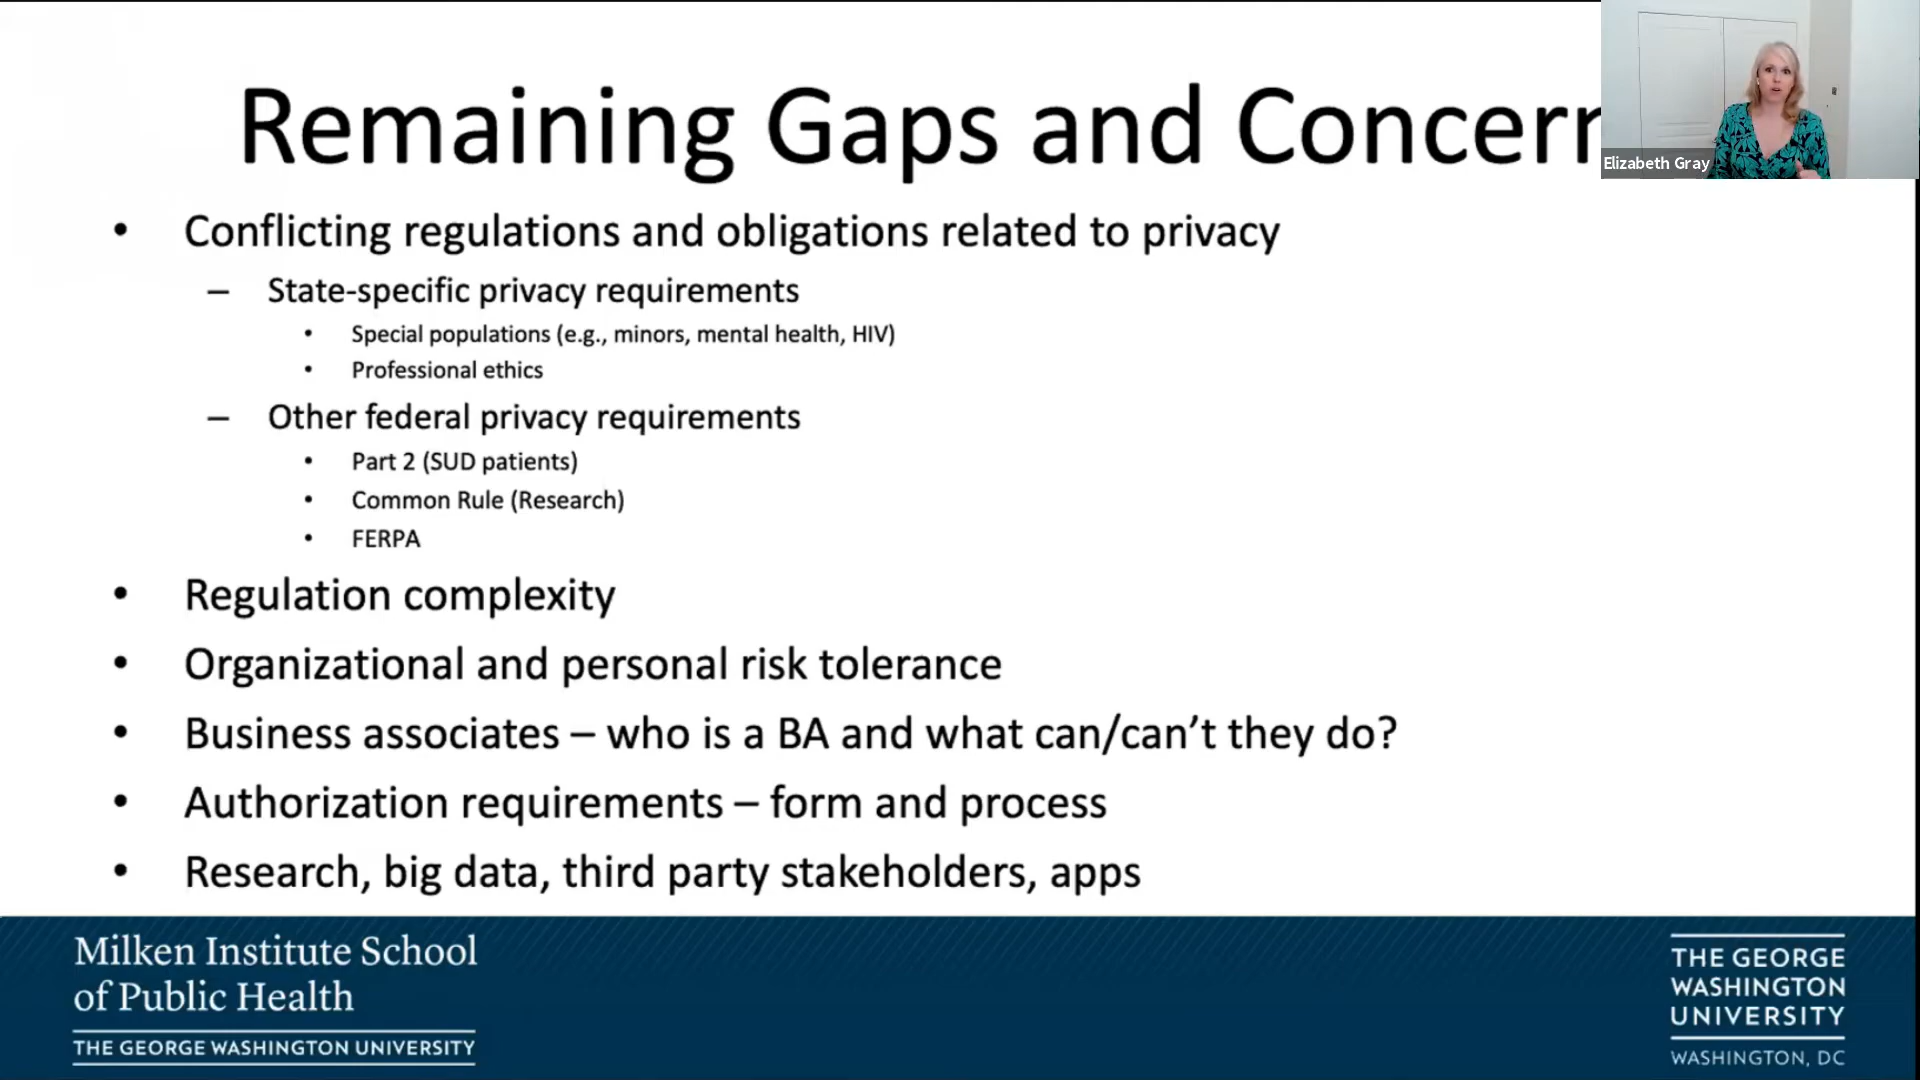 Remaining Gaps and Concern
Elizabeth Gray
• Conflicting regulations and obligations related to privacy
– State-specific privacy requirements
• Special populations (e.g., minors, mental health, HIV)
• Professional ethics
– Other federal privacy requirements
• Part 2 (SUD patients)
• Common Rule (Research)
• FERPA
• Regulation complexity
• Organizational and personal risk tolerance
• Business associates – who is a BA and what can/can’t they do?
• Authorization requirements – form and process
• Research, big data, third party stakeholders, apps
Milken Institute School
of Public Health
THE GEORGE WASHINGTON UNIVERSITY
THE GEORGE
WASHINGTON
UNIVERSITY
WASHINGTON, DC